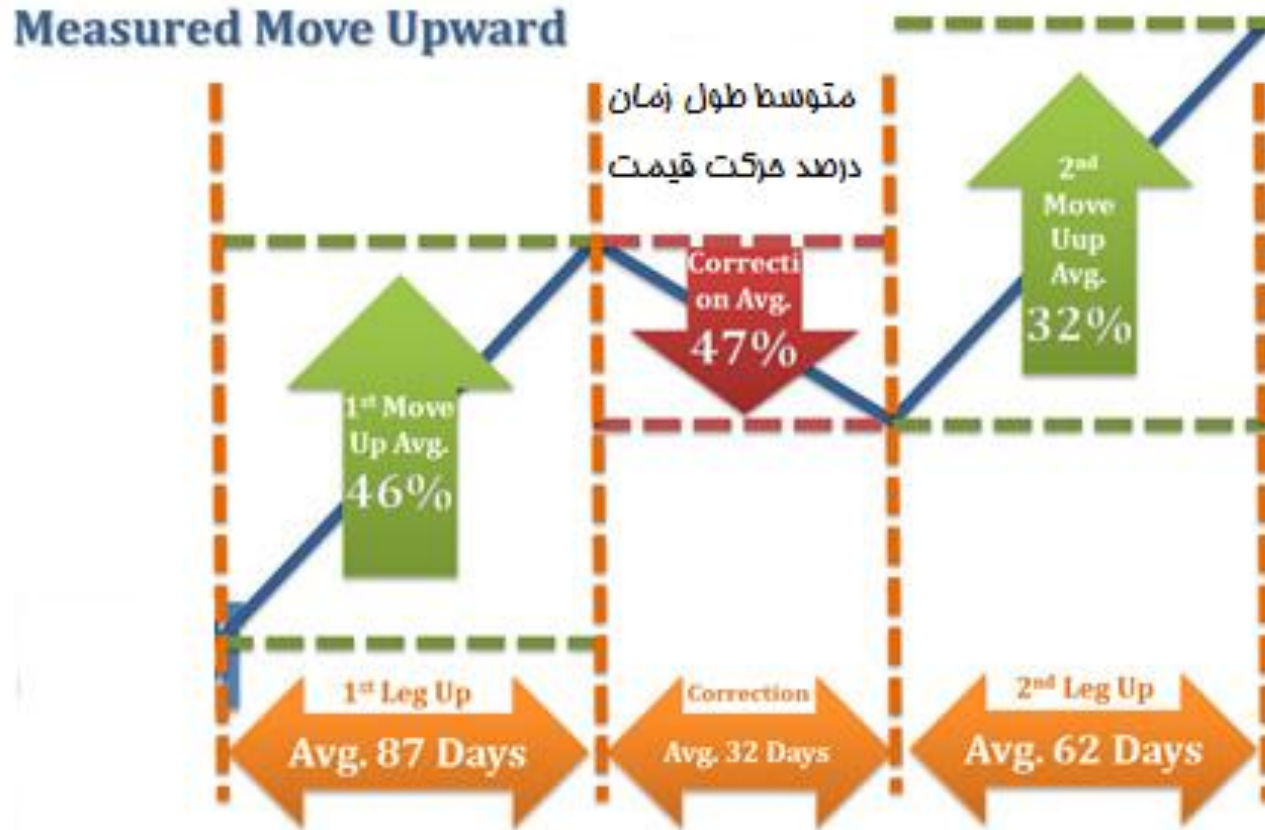 Measured Move Upward
متوسط طول زمان
درصد حرکت قیمت
1st Move
Up Avg.
46%
Correcti
on Avg.
47%
2nd
Move
Uup
Avg.
32%
1st Leg Up
Avg. 87 Days
Correction
Avg. 32 Days
2nd Leg Up
Avg. 62 Days